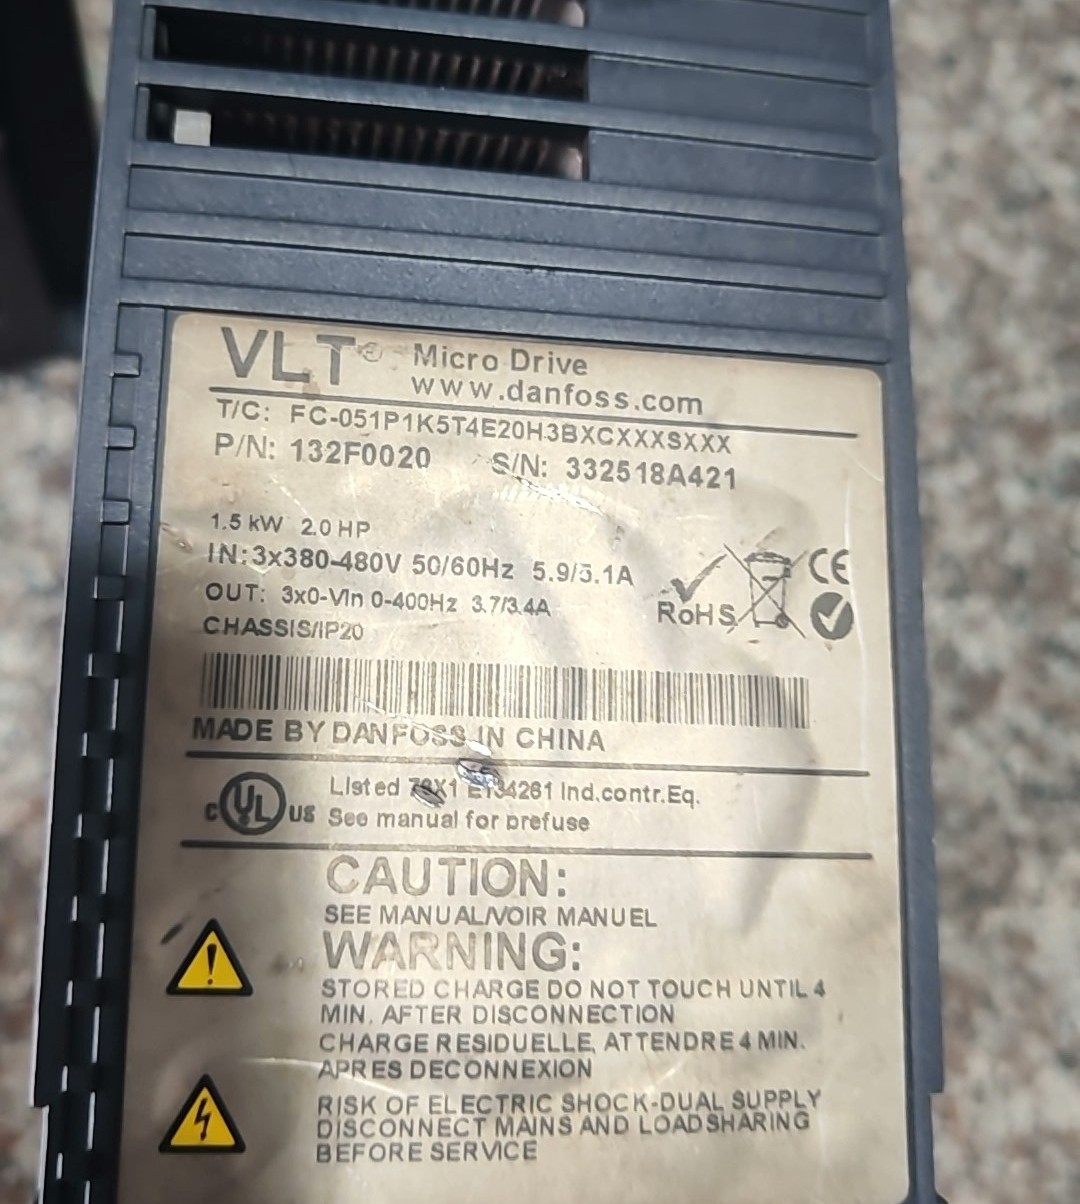 VLT® Micro Drive
www.danfoss.com
T/C: FC-051P1K5T4E20H3BXCXXXSXXX
P/N: 132F0020 S/N: 332518A421
1.5 kW 2.0 HP
IN: 3x380-480V 50/60Hz 5.9/5.1A
OUT: 3x0-Vin 0-400Hz 3.7/3.4A
CHASSIS/IP20
RoHS CE
MADE BY DANFOSS IN CHINA
c UL US Listed 76X1 E134261 Ind.contr.Eq.
See manual for prefuse
CAUTION:
SEE MANUAL/VOIR MANUEL
WARNING:
STORED CHARGE DO NOT TOUCH UNTIL 4
MIN. AFTER DISCONNECTION
CHARGE RESIDUELLE, ATTENDRE 4 MIN.
APRES DECONNEXION
RISK OF ELECTRIC SHOCK-DUAL SUPPLY
DISCONNECT MAINS AND LOADSHARING
BEFORE SERVICE